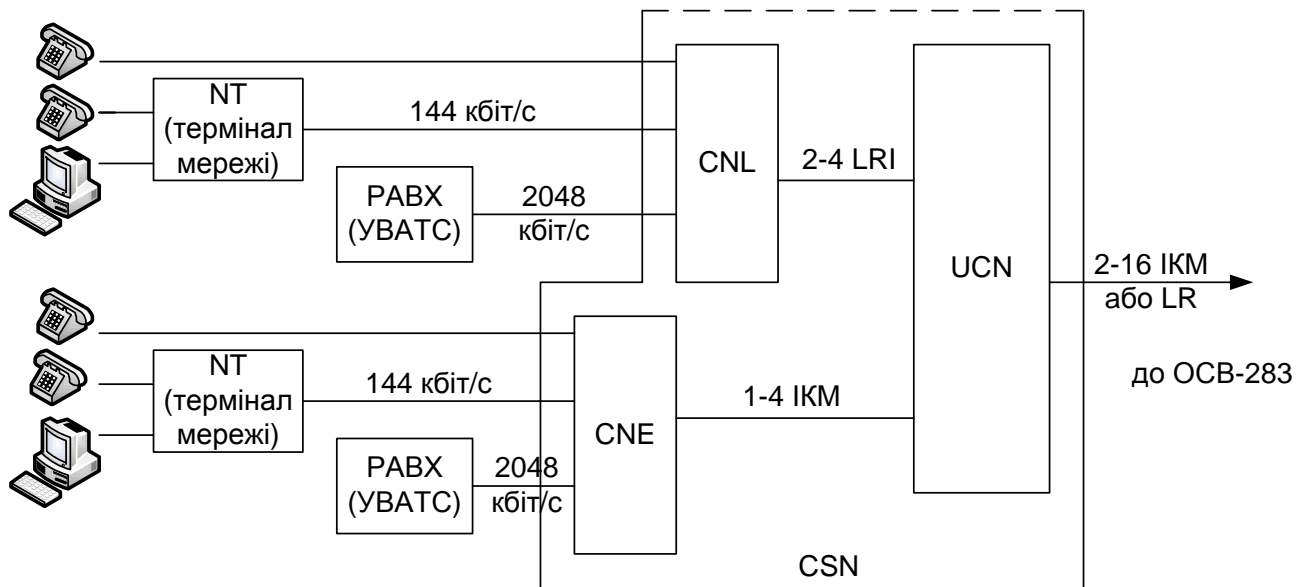 NT
(термінал
мережі)
144 кбіт/с
PABX
(УВАТС)
2048
кбіт/с
CNL
2-4 LRI
UCN
2-16 ІКМ
або LR
до ОСВ-283
NT
(термінал
мережі)
144 кбіт/с
PABX
(УВАТС)
2048
кбіт/с
CNE
1-4 ІКМ
CSN